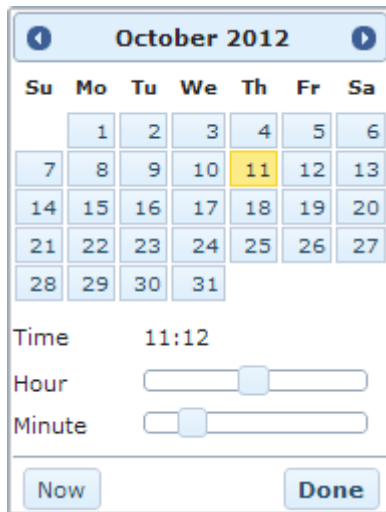 October 2012
Su Mo Tu We Th Fr Sa
1 2 3 4 5 6
7 8 9 10 11 12 13
14 15 16 17 18 19 20
21 22 23 24 25 26 27
28 29 30 31
Time 11:12
Hour
Minute
Now Done